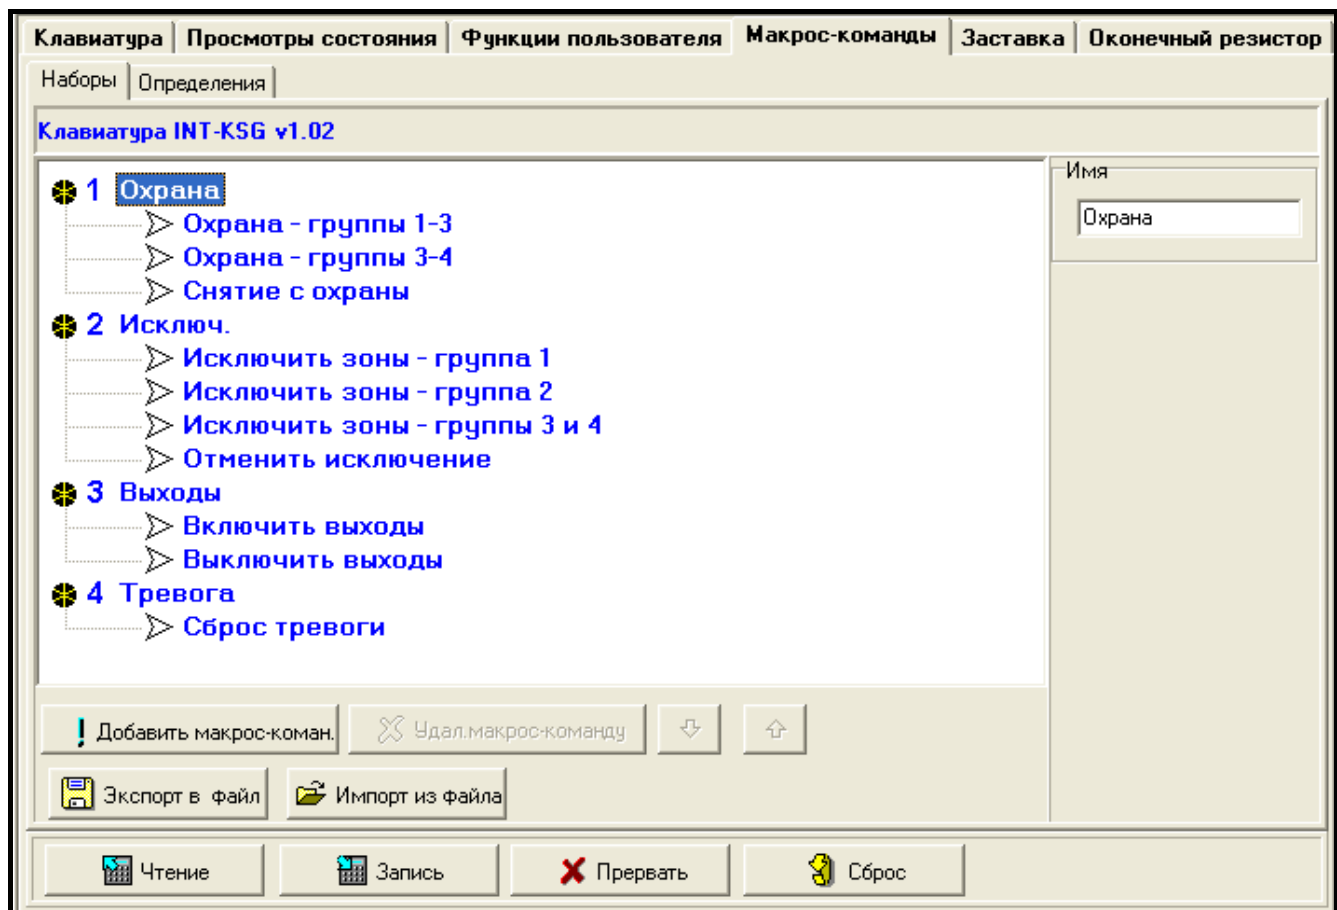 Клавиатура Просмотры состояния Функции пользователя Макрос-команды Заставка Оконечный резистор
Наборы Определения
Клавиатура INT-KSG v1.02
Имя
Охрана
1 Охрана
Охрана - группы 1-3
Охрана - группы 3-4
Снятие с охраны
2 Исключ.
Исключить зоны - группа 1
Исключить зоны - группа 2
Исключить зоны - группы 3 и 4
Отменить исключение
3 Выходы
Включить выходы
Выключить выходы
4 Тревога
Сброс тревоги
Добавить макрос-коман. Удал.макрос-команду
Экспорт в файл Импорт из файла
Чтение Запись Прервать Сброс